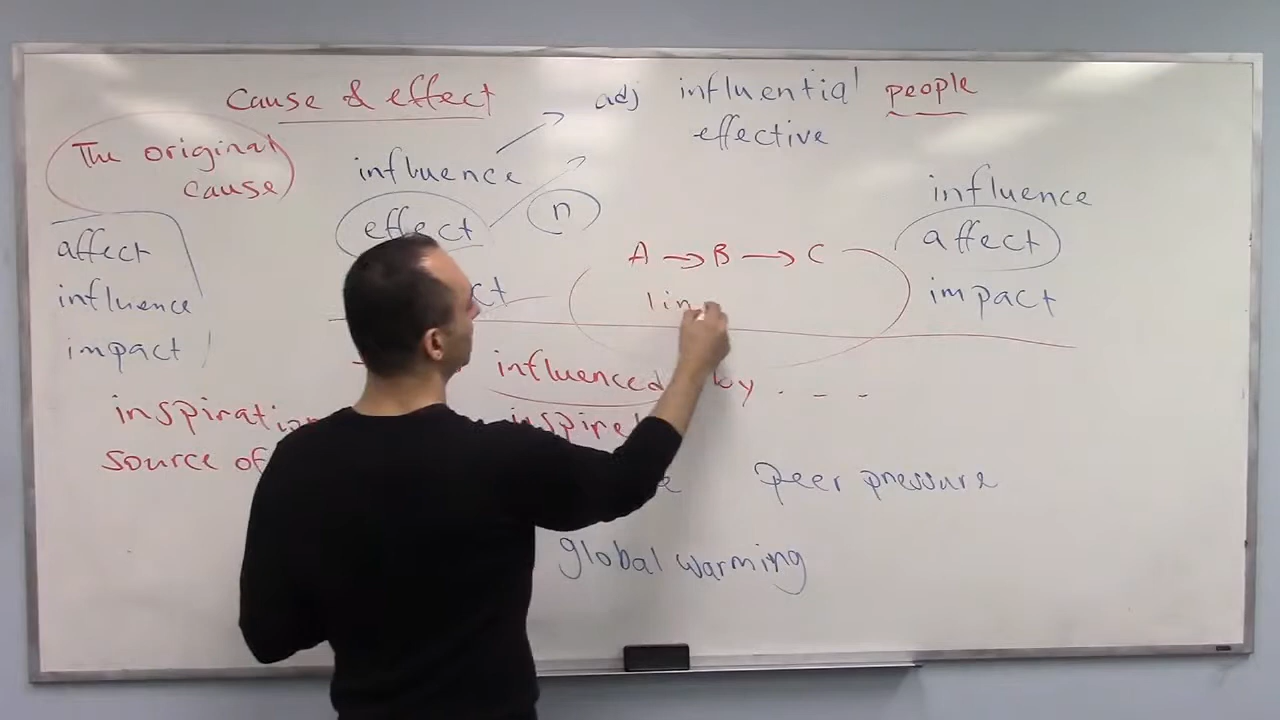 Cause & effect
adj influential people
effective
The original
cause
influence
effect
n
influence
affect
impact
affect
influence
impact
A → B → C
lin
influenced by . - -
inspiration
source of
peer pressure
global warming